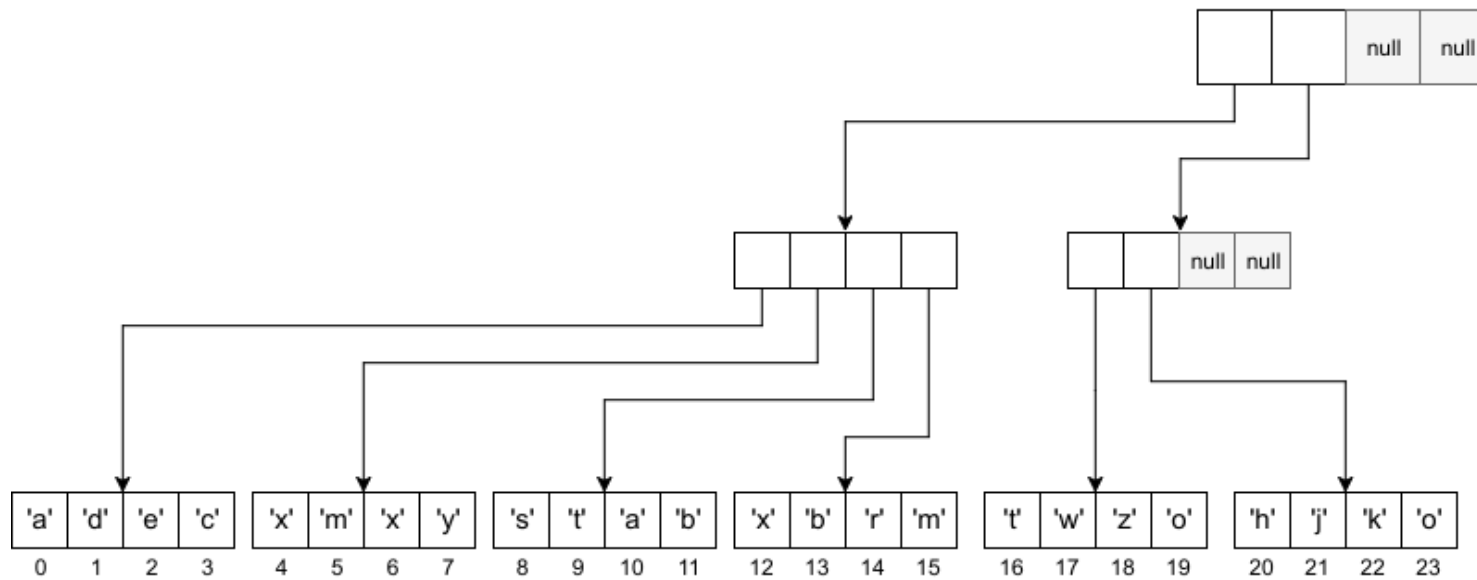 null null
null null
'a' 'd' 'e' 'c' 'x' 'm' 'x' 'y' 's' 't' 'a' 'b' 'x' 'b' 'r' 'm' 't' 'w' 'z' 'o' 'h' 'j' 'k' 'o'
0 1 2 3 4 5 6 7 8 9 10 11 12 13 14 15 16 17 18 19 20 21 22 23